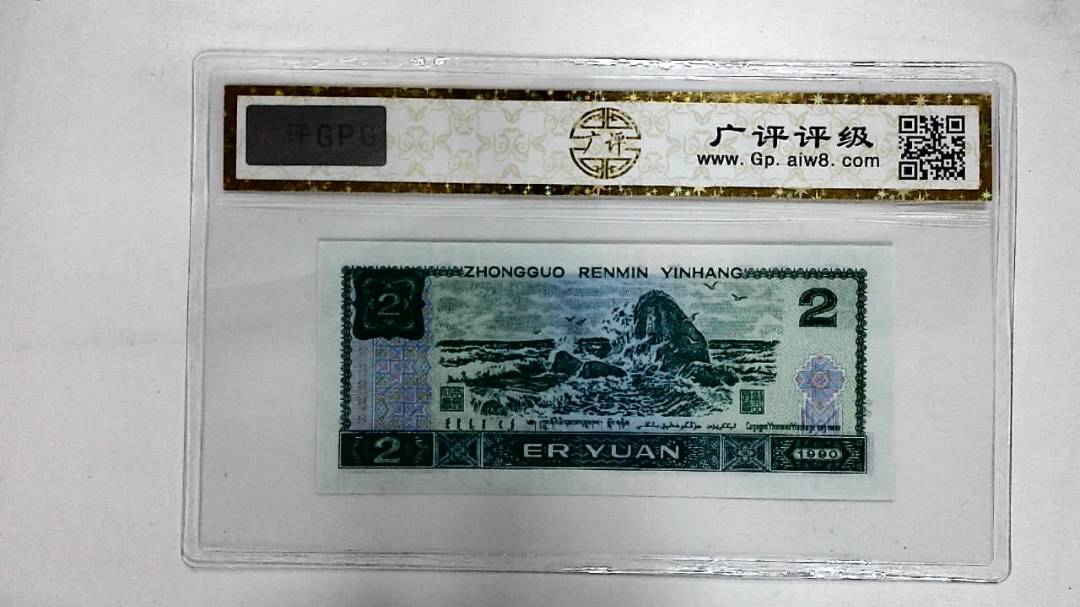 评GPG
广评
广评评级
www.Gp.aiw8.com
ZHONGGUO RENMIN YINHANG
2
2
2
ER YUAN
1990